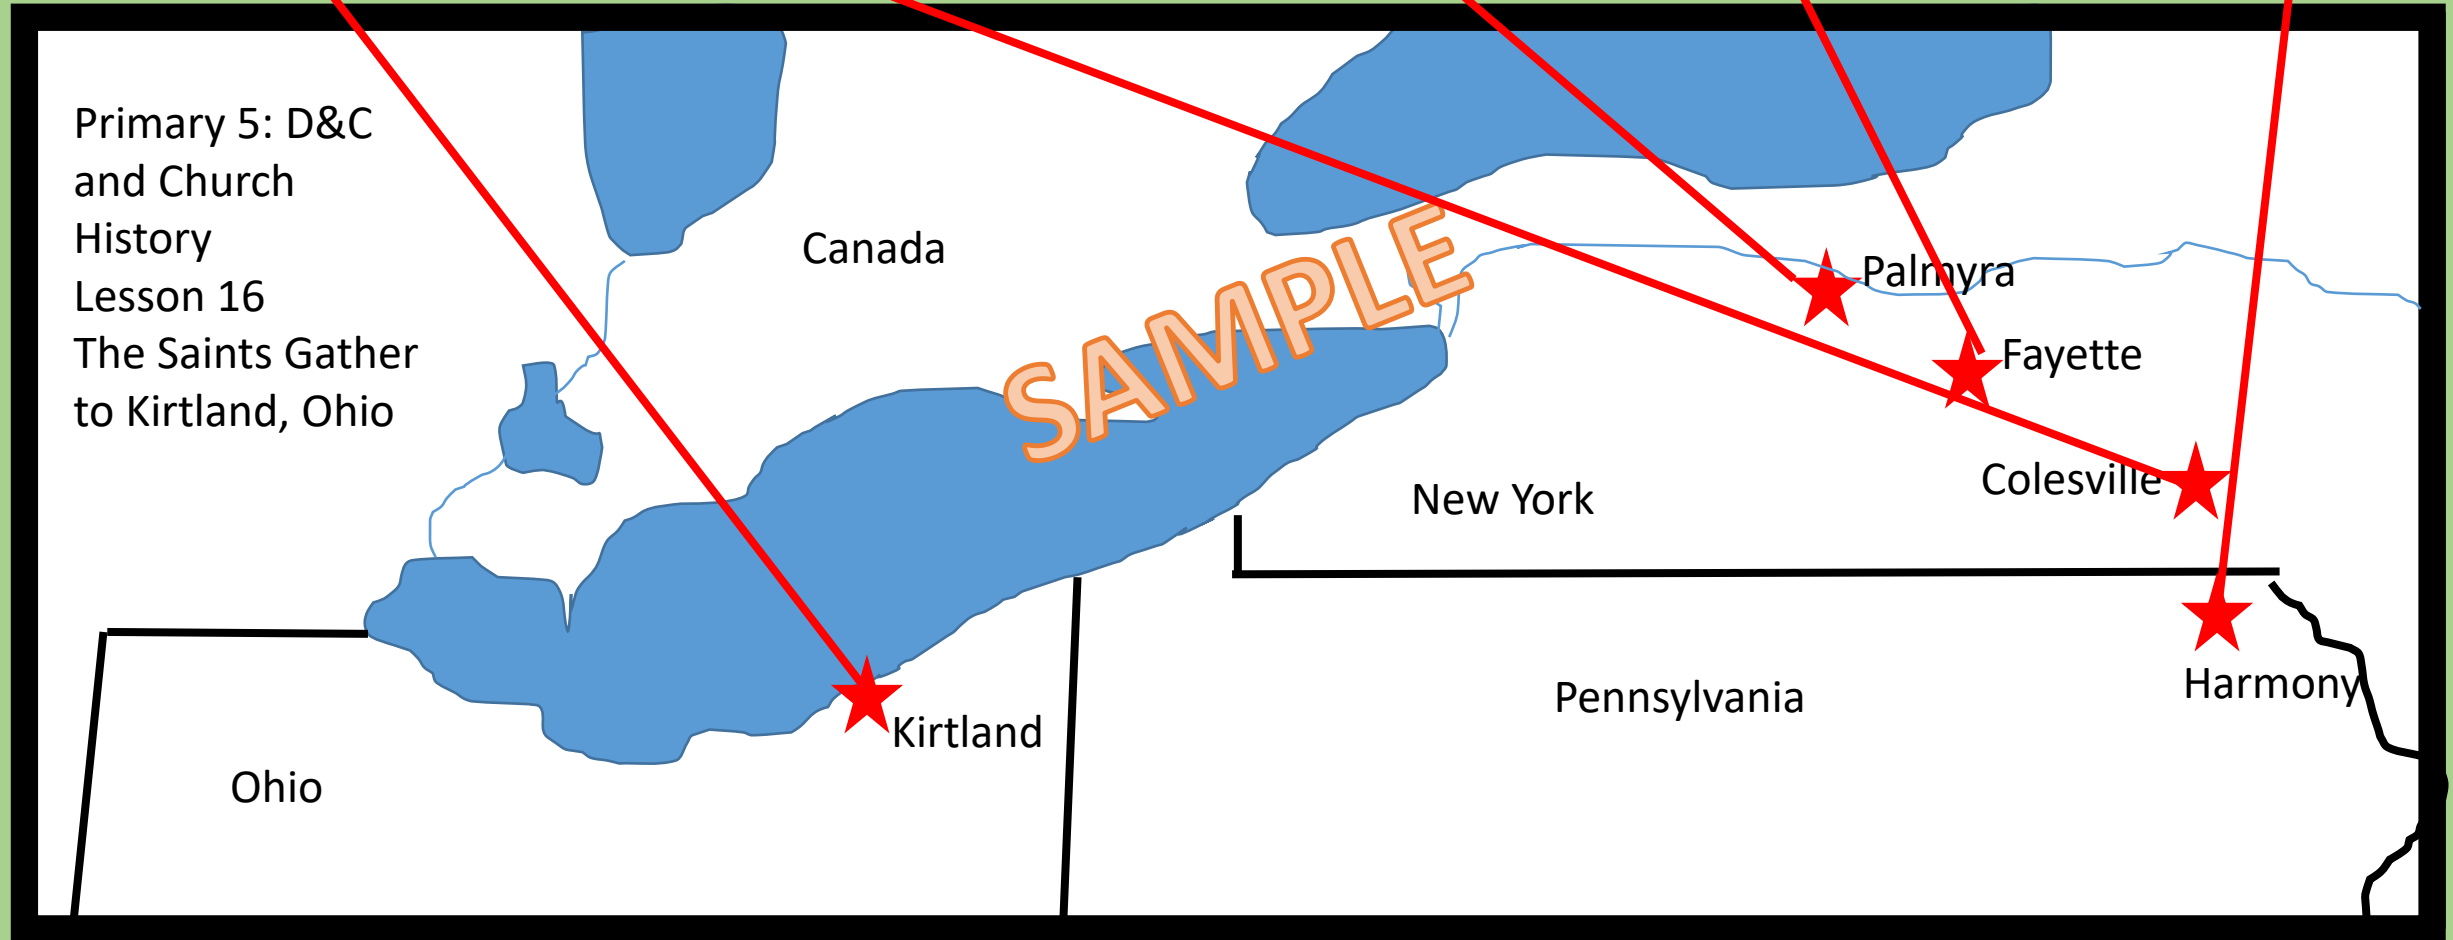 Primary 5: D&C
and Church
History
Lesson 16
The Saints Gather
to Kirtland, Ohio
Canada
SAMPLE
Palmyra
Fayette
Colesville
New York
Harmony
Pennsylvania
Kirtland
Ohio